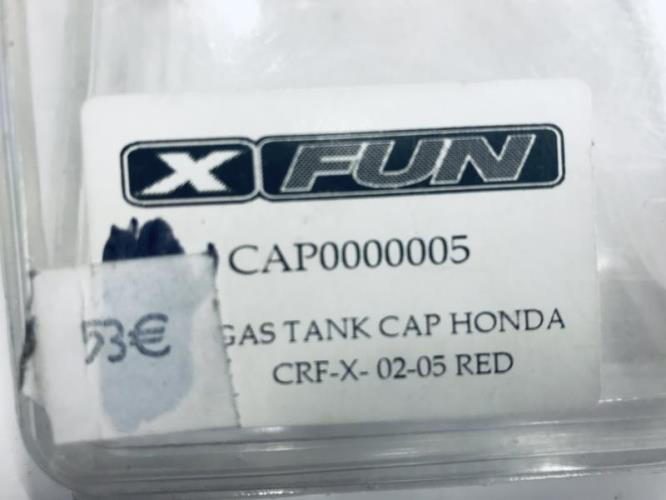 X FUN
CAP0000005
GAS TANK CAP HONDA
CRF-X- 02-05 RED
53€